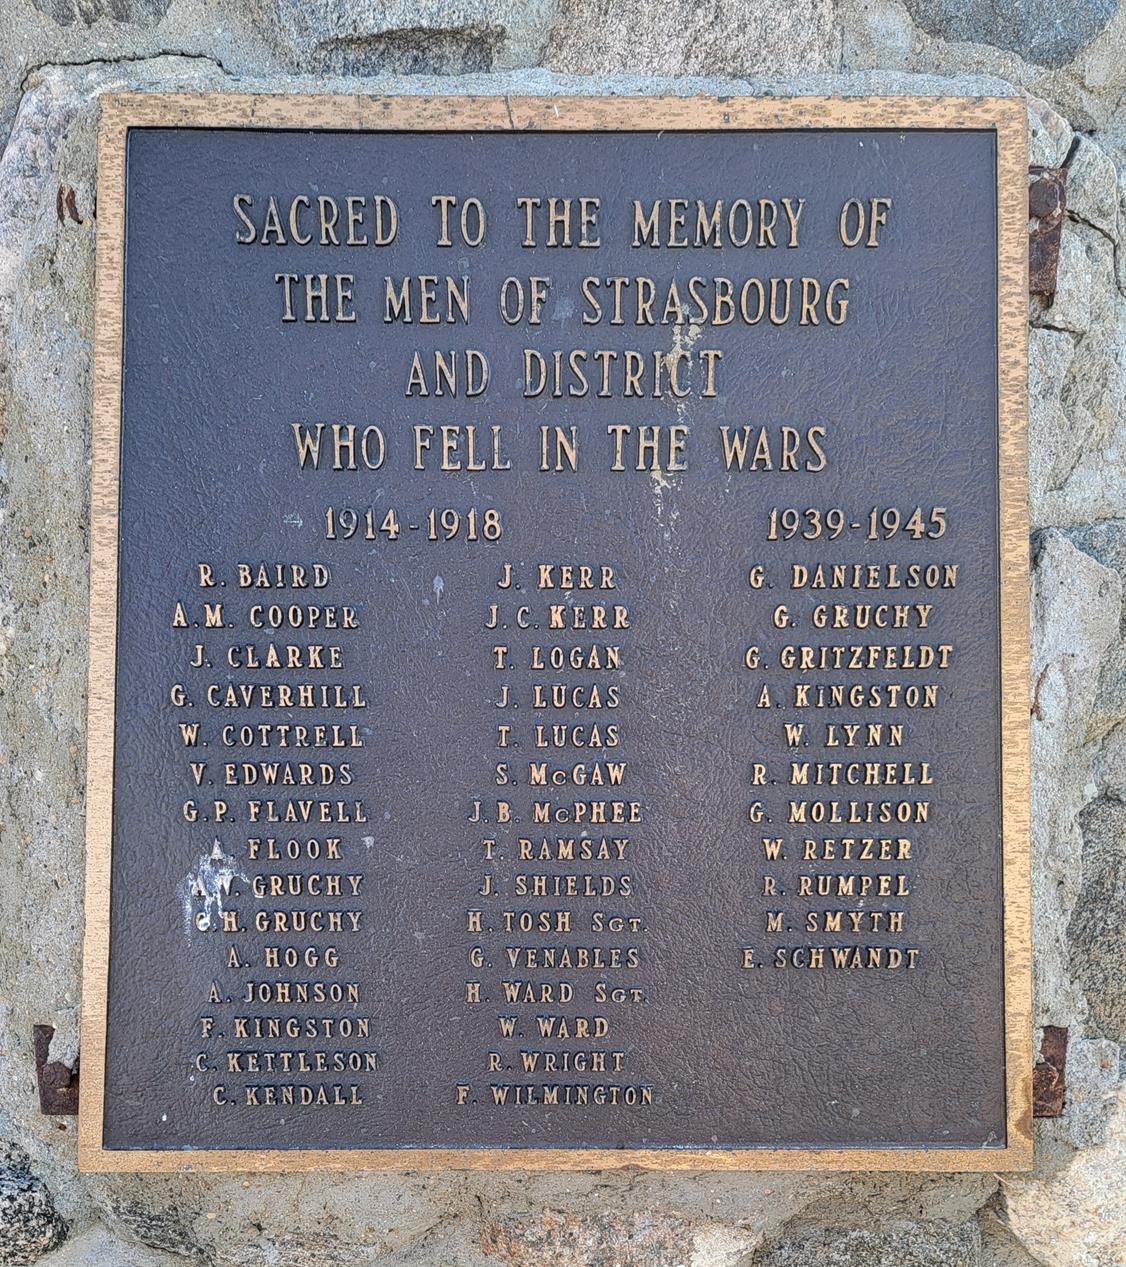 SACRED TO THE MEMORY OF
THE MEN OF STRASBOURG
AND DISTRICT
WHO FELL IN THE WARS
1914-1918
R. BAIRD
A.M. COOPER
J. CLARKE
G. CAVERHILL
W. COTTRELL
V. EDWARDS
G.P. FLAVELL
A. FLOOK
GRUCHY
GRUCHY
A. HOGG
A. JOHNSON
F. KINGSTON
C. KETTLESON
C. KENDALL
J. KERR
J.C. KERR
T. LOGAN
J. LUCAS
T. LUCAS
S. McGAW
J.B. McPHEE
T. RAMSAY
J. SHIELDS
H. TOSH SGT.
G. VENABLES
H. WARD SGT.
W. WARD
R. WRIGHT
F. WILMINGTON
1939-1945
G. DANIELSON
G. GRUCHY
G. GRITZFELDT
A. KINGSTON
W. LYNN
R. MITCHELL
G. MOLLISON
W. RETZER
R. RUMPEL
M. SMYTH
E. SCHWANDT